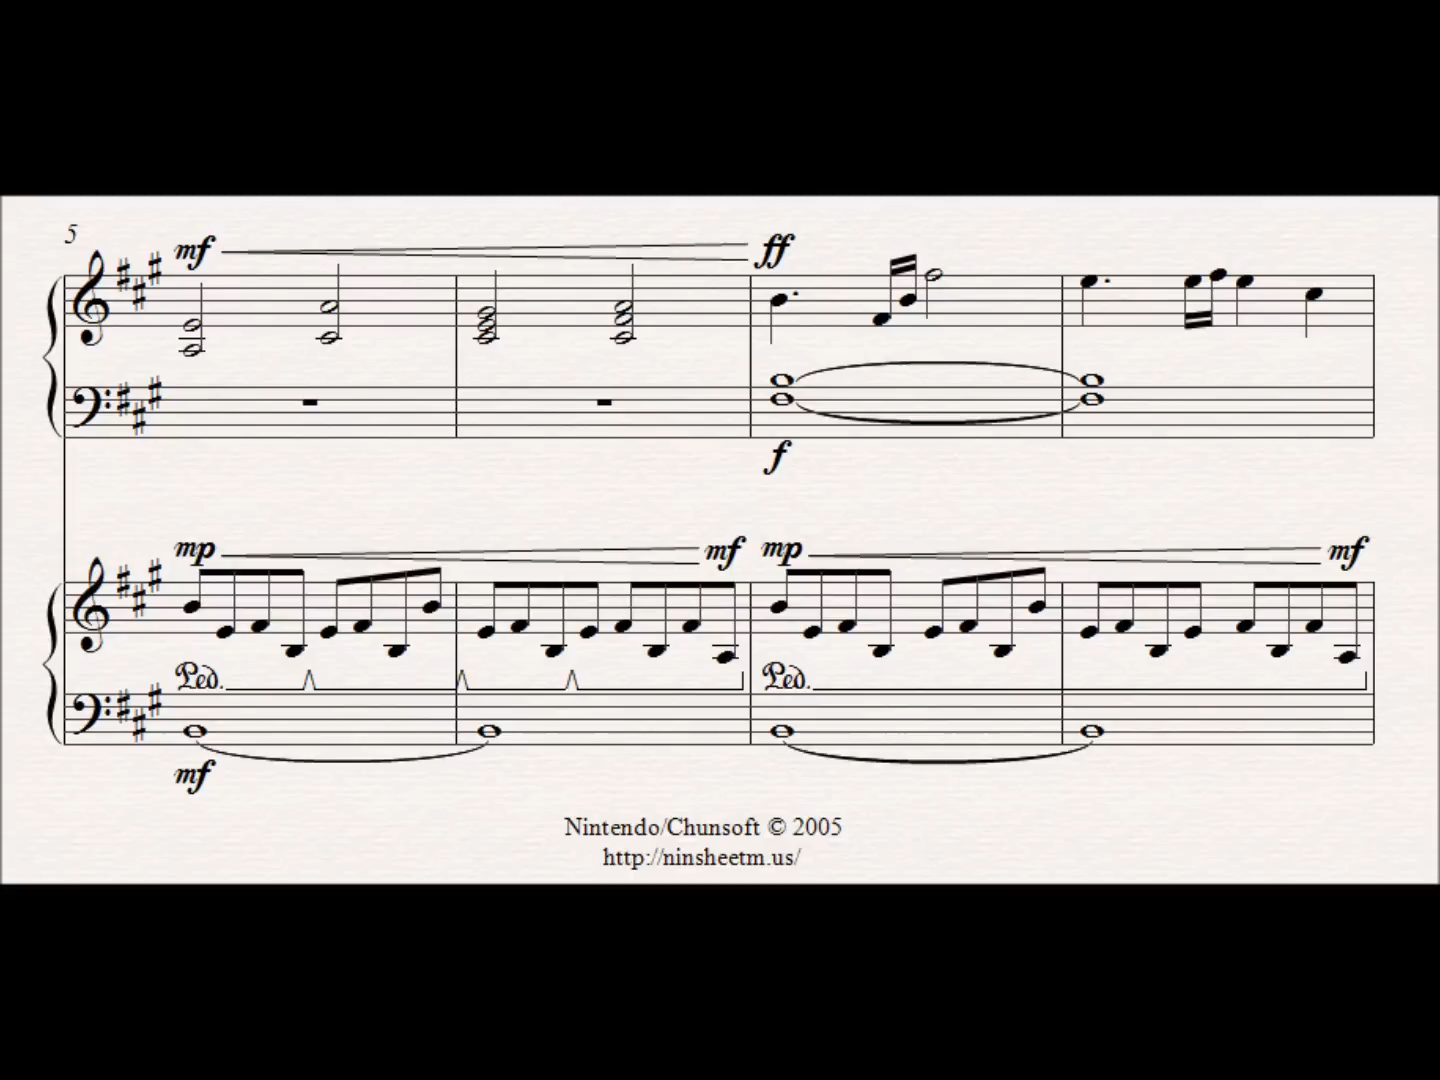 5
mf ff
f
mp mf mp mf
Ped. Ped.
mf
Nintendo/Chunsoft © 2005
http://ninsheetm.us/